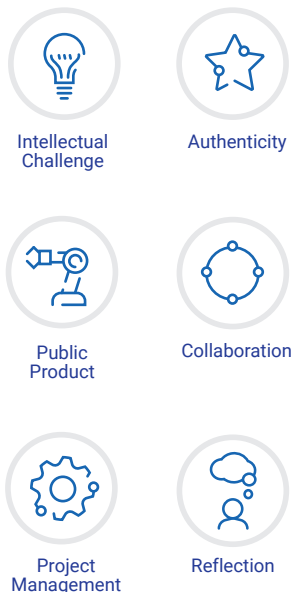 Intellectual
Challenge
Authenticity
Public
Product
Collaboration
Project
Management
Reflection